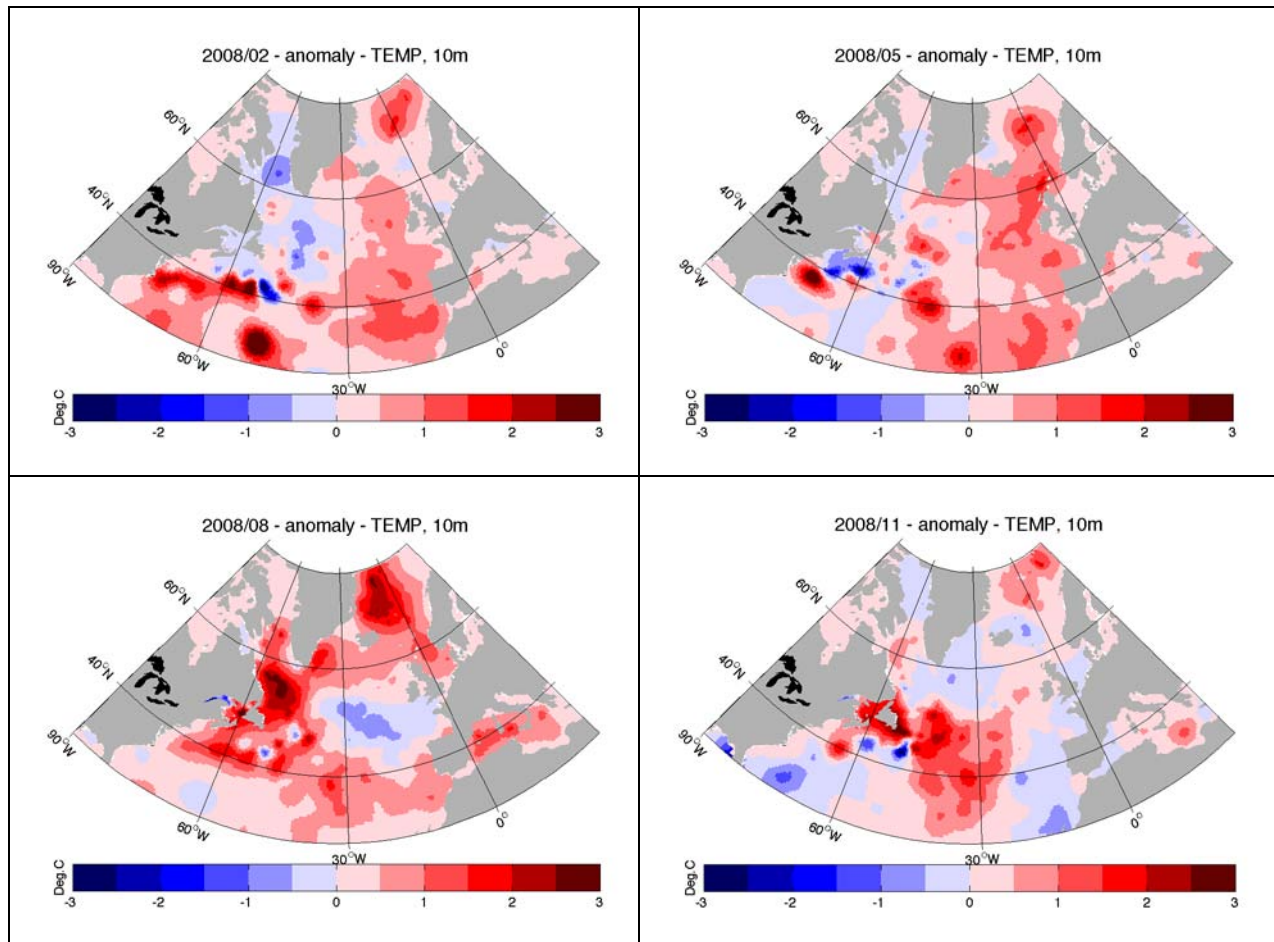 2008/02 - anomaly - TEMP, 10m
60°N
40°N
90°W
60°W
30°W
0°
Deg. C
-3 -2 -1 0 1 2 3
2008/05 - anomaly - TEMP, 10m
60°N
40°N
90°W
60°W
30°W
0°
Deg. C
-3 -2 -1 0 1 2 3
2008/08 - anomaly - TEMP, 10m
60°N
40°N
90°W
60°W
30°W
0°
Deg. C
-3 -2 -1 0 1 2 3
2008/11 - anomaly - TEMP, 10m
60°N
40°N
90°W
60°W
30°W
0°
Deg. C
-3 -2 -1 0 1 2 3